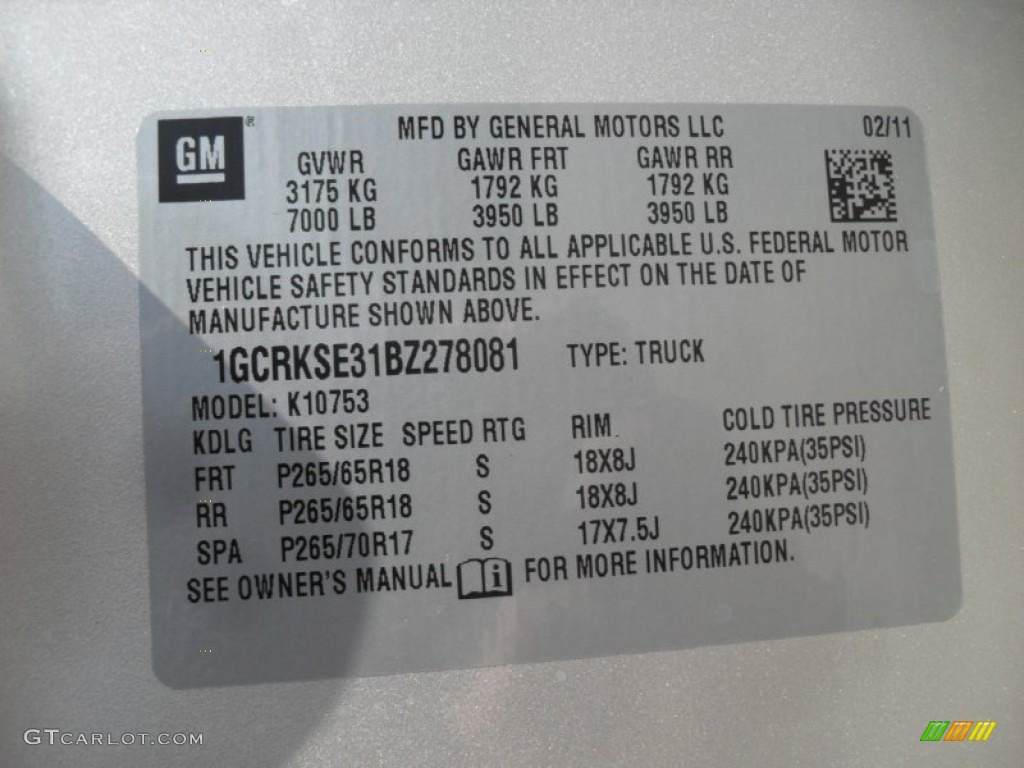 GM ®
MFD BY GENERAL MOTORS LLC 02/11
GVWR GAWR FRT GAWR RR
3175 KG 1792 KG 1792 KG
7000 LB 3950 LB 3950 LB
THIS VEHICLE CONFORMS TO ALL APPLICABLE U.S. FEDERAL MOTOR
VEHICLE SAFETY STANDARDS IN EFFECT ON THE DATE OF
MANUFACTURE SHOWN ABOVE.
1GCRKSE31BZ278081 TYPE: TRUCK
MODEL: K10753
KDLG TIRE SIZE SPEED RTG RIM COLD TIRE PRESSURE
FRT P265/65R18 S 18X8J 240KPA(35PSI)
RR P265/65R18 S 18X8J 240KPA(35PSI)
SPA P265/70R17 S 17X7.5J 240KPA(35PSI)
SEE OWNER'S MANUAL i FOR MORE INFORMATION.
GTCARLOT.COM